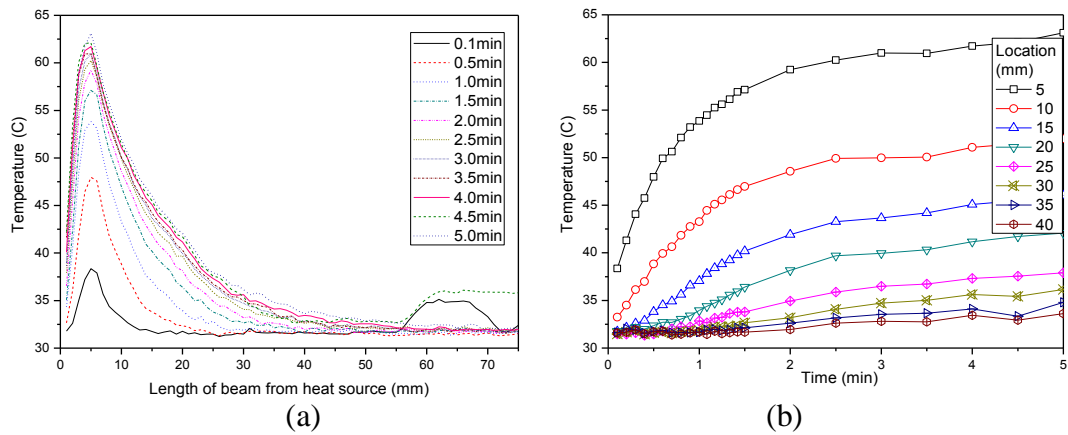 65
60
55
50
45
40
35
30
Temperature (C)
0 10 20 30 40 50 60 70
Length of beam from heat source (mm)
0.1min
0.5min
1.0min
1.5min
2.0min
2.5min
3.0min
3.5min
4.0min
4.5min
5.0min
(a)
65
60
55
50
45
40
35
30
Temperature (C)
0 1 2 3 4 5
Time (min)
Location
(mm)
5
10
15
20
25
30
35
40
(b)